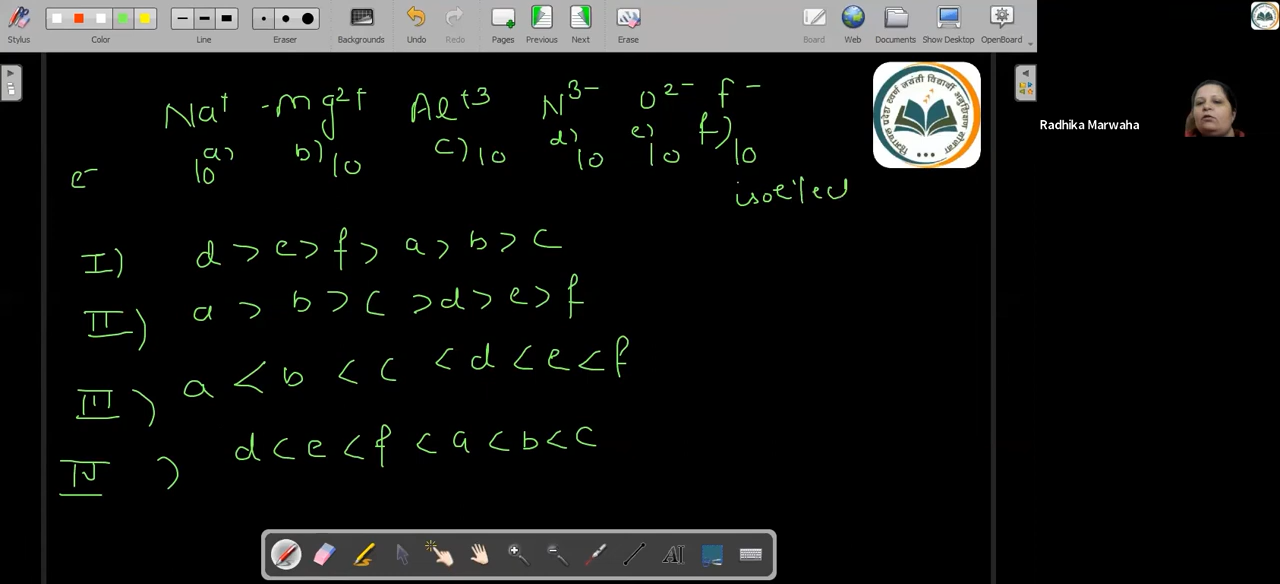 Stylus Color Line Eraser Backgrounds Undo Redo Pages Previous Next Erase Board Web Documents Show Desktop OpenBoard
Na+ Mg2+ Al+3 N3- O2- f-
a) b) c) d) e) f)
e- 10 10 10 10 10 10
Radhika Marwaha
I) d > e > f > a > b > c
II) a > b > c > d > e > f
III) a < b < c < d < e < f
IV) d < e < f < a < b < c